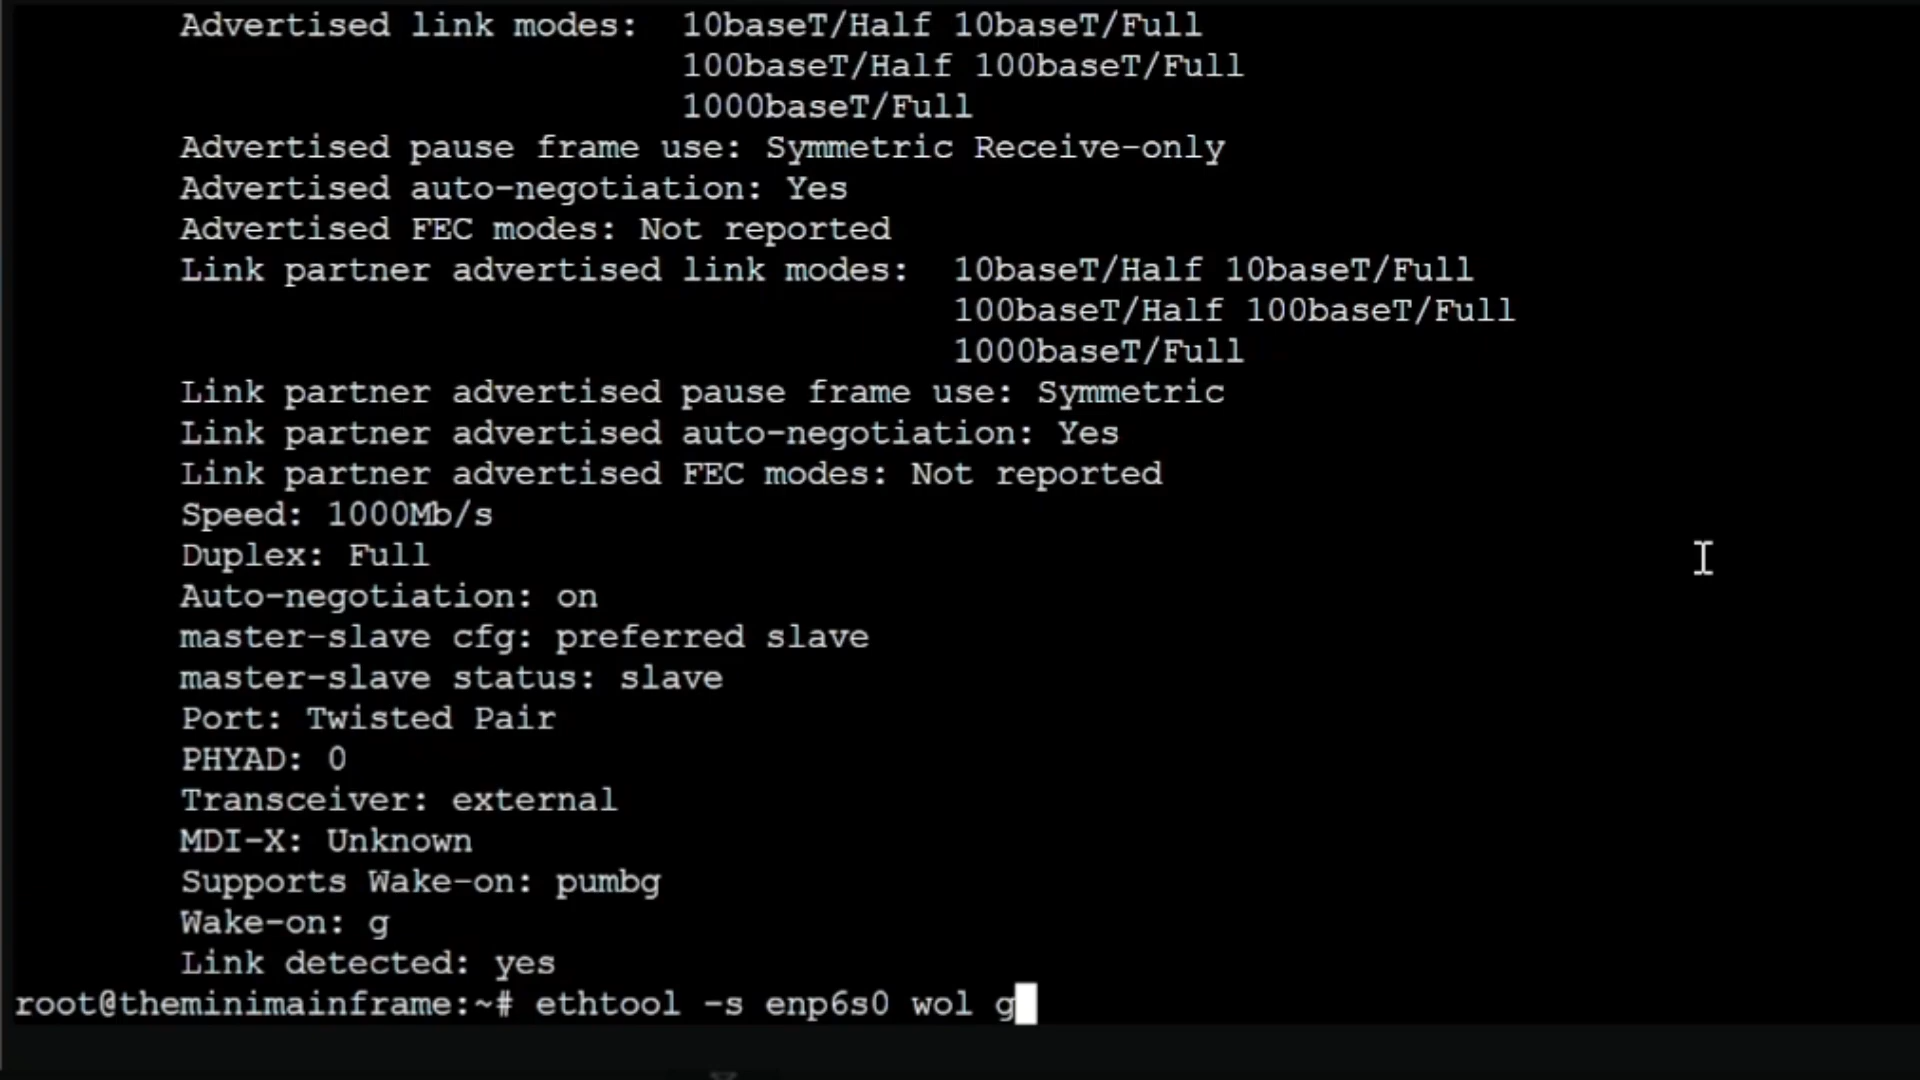 Advertised link modes:  10baseT/Half 10baseT/Full
100baseT/Half 100baseT/Full
1000baseT/Full
Advertised pause frame use: Symmetric Receive-only
Advertised auto-negotiation: Yes
Advertised FEC modes: Not reported
Link partner advertised link modes:  10baseT/Half 10baseT/Full
100baseT/Half 100baseT/Full
1000baseT/Full
Link partner advertised pause frame use: Symmetric
Link partner advertised auto-negotiation: Yes
Link partner advertised FEC modes: Not reported
Speed: 1000Mb/s
Duplex: Full
Auto-negotiation: on
master-slave cfg: preferred slave
master-slave status: slave
Port: Twisted Pair
PHYAD: 0
Transceiver: external
MDI-X: Unknown
Supports Wake-on: pumbg
Wake-on: g
Link detected: yes
root@theminimainframe:~# ethtool -s enp6s0 wol g